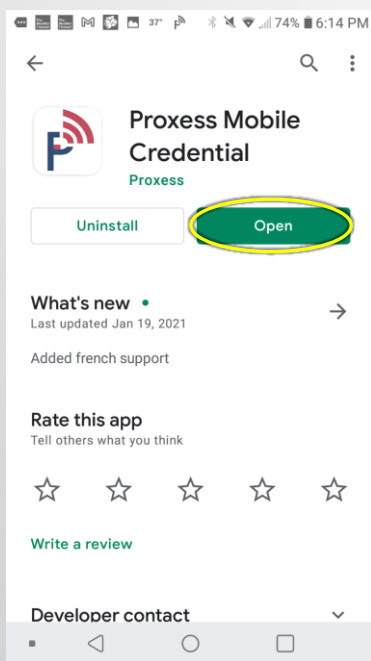 37° 74% 6:14 PM
Proxess Mobile
Credential
Proxess
Uninstall Open
What's new •
Last updated Jan 19, 2021
Added french support
Rate this app
Tell others what you think
Write a review
Developer contact